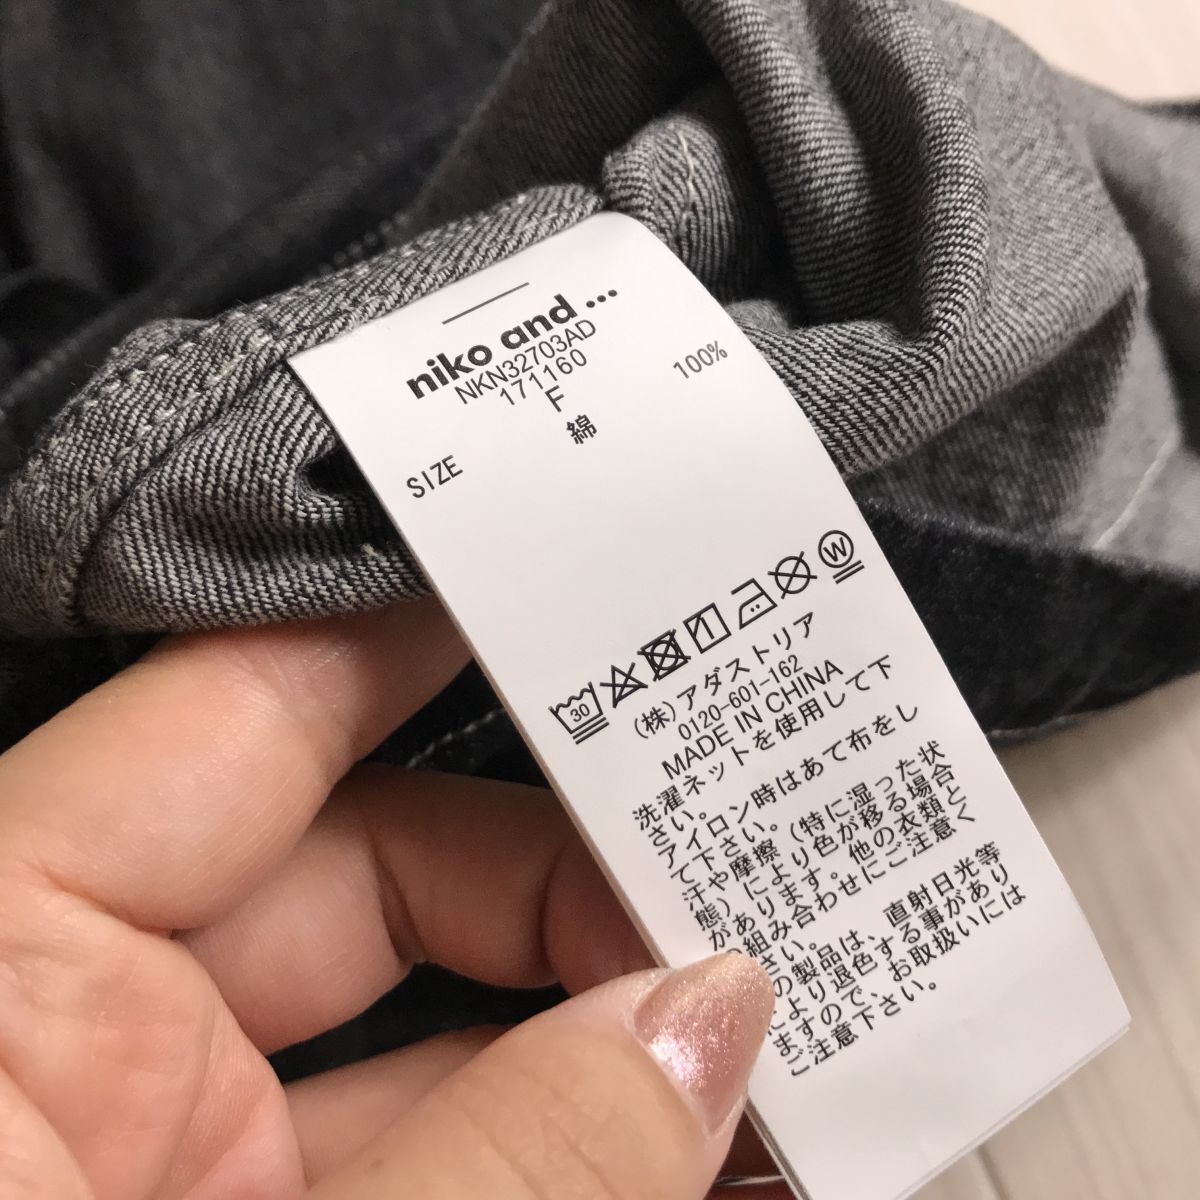 niko and ...
NKN32703AD
171160
SIZE F
綿 100%
30
W
(株)アダストリア
0120-601-162
MADE IN CHINA
洗濯ネットを使用して下
さい。
アイロン時はあて布をし
て下さい。
汗や摩擦(特に湿った状
態)により色が移る場合
があります。他の衣類と
組み合わせにご注意く
さい。
の製品は、直射日光等
により退色する事があり
ますので、お取扱いには
ご注意下さい。